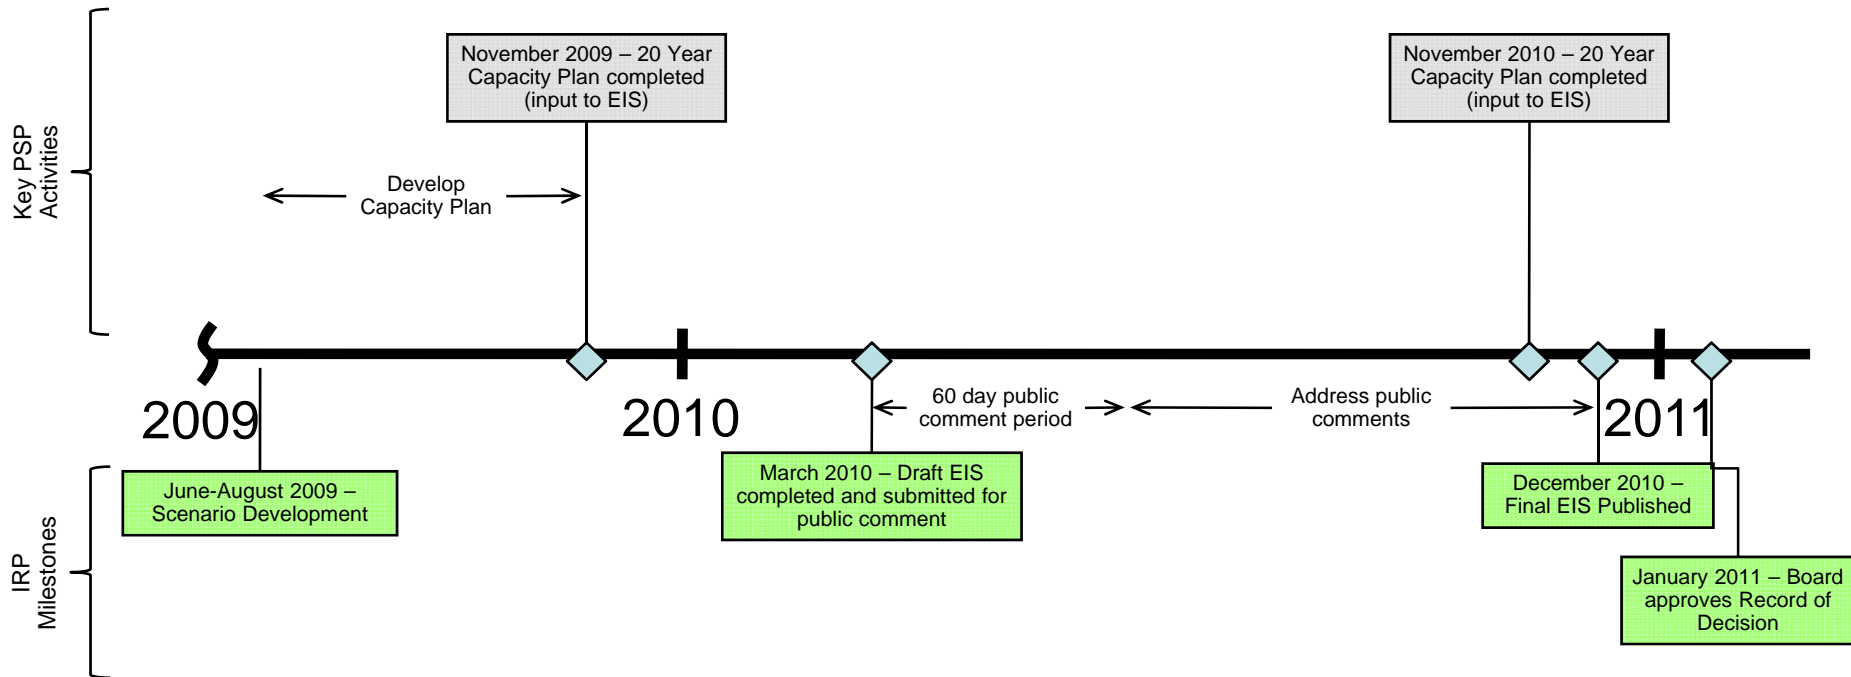 Key PSP
Activities
November 2009 – 20 Year
Capacity Plan completed
(input to EIS)
November 2010 – 20 Year
Capacity Plan completed
(input to EIS)
Develop
Capacity Plan
2009
2010
2011
60 day public
comment period
Address public
comments
IRP
Milestones
June-August 2009 –
Scenario Development
March 2010 – Draft EIS
completed and submitted for
public comment
December 2010 –
Final EIS Published
January 2011 – Board
approves Record of
Decision